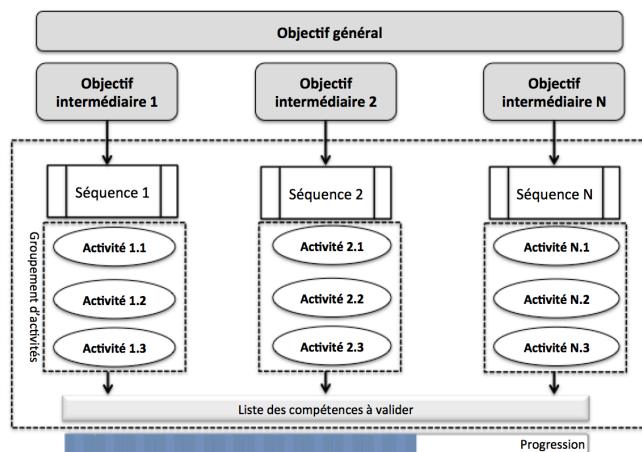 Objectif général
Objectif
intermédiaire 1
Objectif
intermédiaire 2
Objectif
intermédiaire N
Séquence 1
Séquence 2
Séquence N
Groupement d'activités
Activité 1.1
Activité 2.1
Activité N.1
Activité 1.2
Activité 2.2
Activité N.2
Activité 1.3
Activité 2.3
Activité N.3
Liste des compétences à valider
Progression